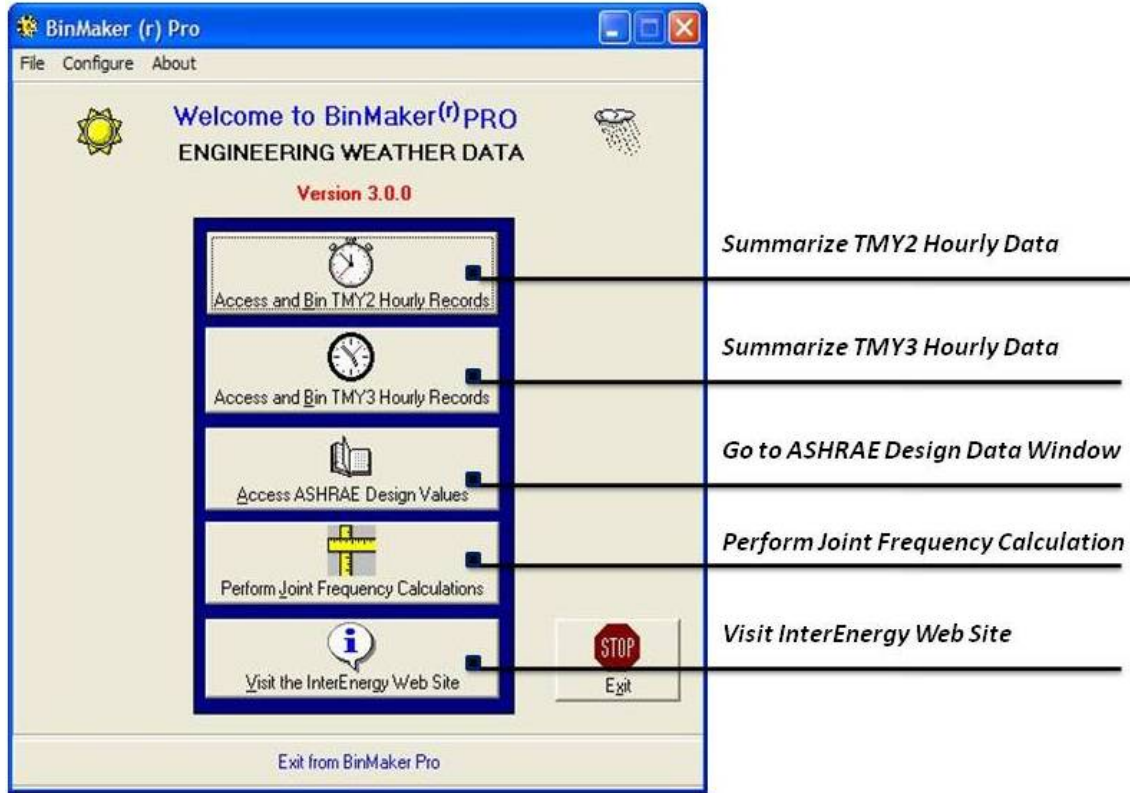 BinMaker (r) Pro
File Configure About
Welcome to BinMaker(r)PRO
ENGINEERING WEATHER DATA
Version 3.0.0
Access and Bin TMY2 Hourly Records
Summarize TMY2 Hourly Data
Access and Bin TMY3 Hourly Records
Summarize TMY3 Hourly Data
Access ASHRAE Design Values
Go to ASHRAE Design Data Window
Perform Joint Frequency Calculations
Perform Joint Frequency Calculation
Visit the InterEnergy Web Site
Visit InterEnergy Web Site
STOP
Exit
Exit from BinMaker Pro